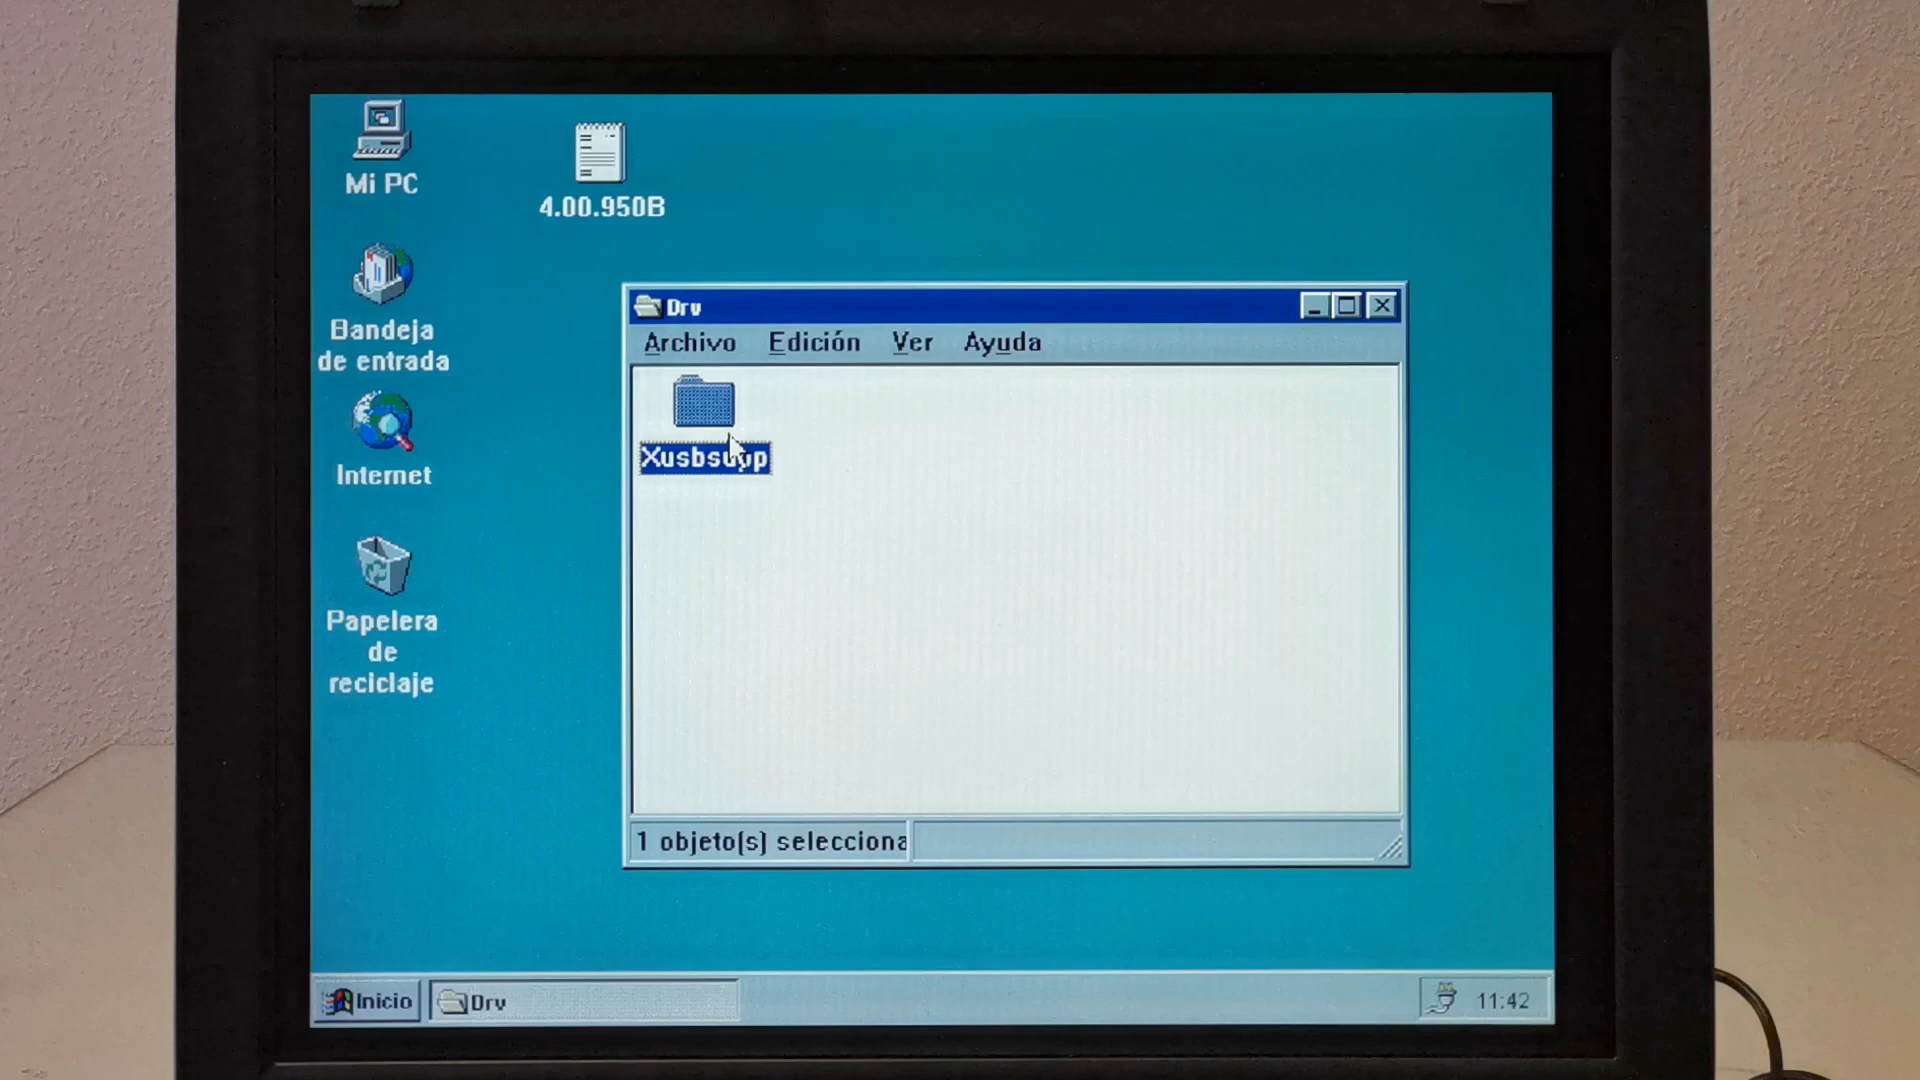 Mi PC
4.00.950B
Bandeja
de entrada
Internet
Papelera
de
reciclaje
Drv
Archivo Edición Ver Ayuda
Xusbsupp
1 objeto(s) selecciona
Inicio
Drv
11:42